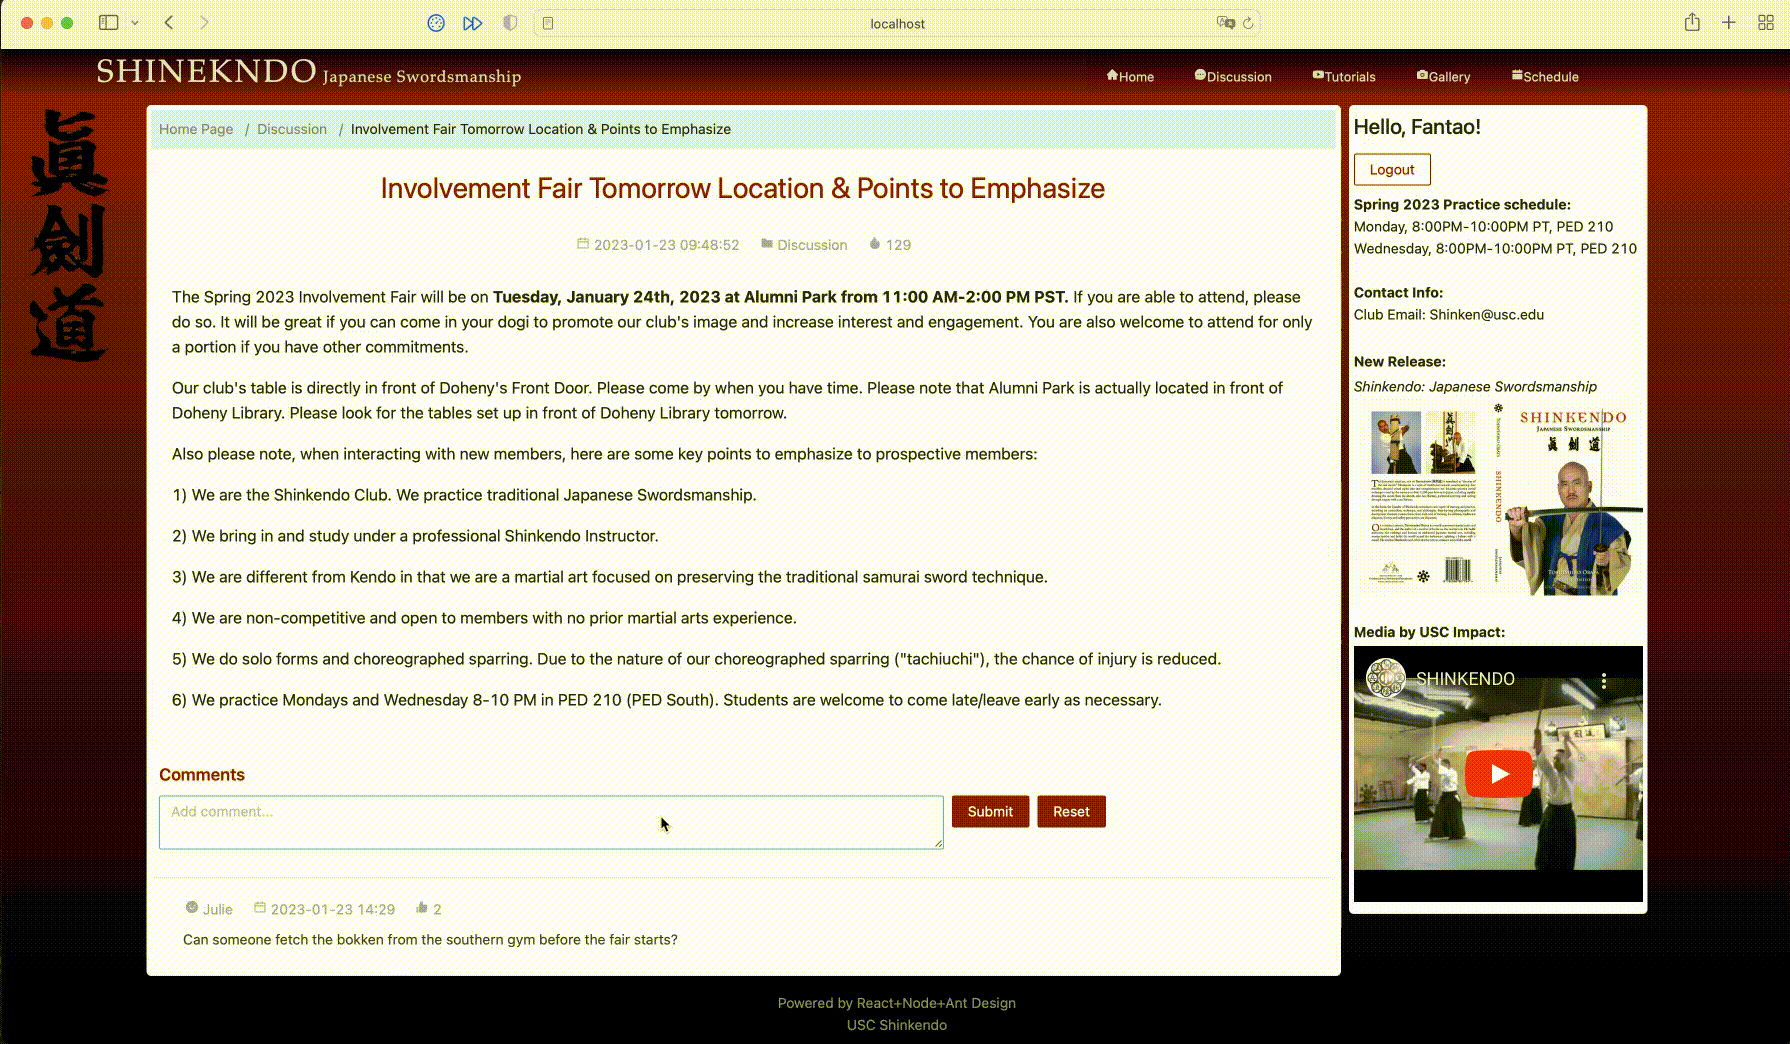 localhost
SHINEKNDO Japanese Swordsmanship
Home Discussion Tutorials Gallery Schedule
眞
劍
道
Home Page / Discussion / Involvement Fair Tomorrow Location & Points to Emphasize
Involvement Fair Tomorrow Location & Points to Emphasize
2023-01-23 09:48:52 Discussion 129
The Spring 2023 Involvement Fair will be on Tuesday, January 24th, 2023 at Alumni Park from 11:00 AM-2:00 PM PST. If you are able to attend, please
do so. It will be great if you can come in your dogi to promote our club's image and increase interest and engagement. You are also welcome to attend for only
a portion if you have other commitments.
Our club's table is directly in front of Doheny's Front Door. Please come by when you have time. Please note that Alumni Park is actually located in front of
Doheny Library. Please look for the tables set up in front of Doheny Library tomorrow.
Also please note, when interacting with new members, here are some key points to emphasize to prospective members:
1) We are the Shinkendo Club. We practice traditional Japanese Swordsmanship.
2) We bring in and study under a professional Shinkendo Instructor.
3) We are different from Kendo in that we are a martial art focused on preserving the traditional samurai sword technique.
4) We are non-competitive and open to members with no prior martial arts experience.
5) We do solo forms and choreographed sparring. Due to the nature of our choreographed sparring ("tachiuchi"), the chance of injury is reduced.
6) We practice Mondays and Wednesday 8-10 PM in PED 210 (PED South). Students are welcome to come late/leave early as necessary.
Comments
Add comment...
Submit
Reset
Julie 2023-01-23 14:29 2
Can someone fetch the bokken from the southern gym before the fair starts?
Hello, Fantao!
Logout
Spring 2023 Practice schedule:
Monday, 8:00PM-10:00PM PT, PED 210
Wednesday, 8:00PM-10:00PM PT, PED 210
Contact Info:
Club Email: Shinken@usc.edu
New Release:
Shinkendo: Japanese Swordsmanship
SHINKENDO
JAPANESE SWORDSMANSHIP
眞 劍 道
SHINKENDO
Media by USC Impact:
SHINKENDO
Powered by React+Node+Ant Design
USC Shinkendo